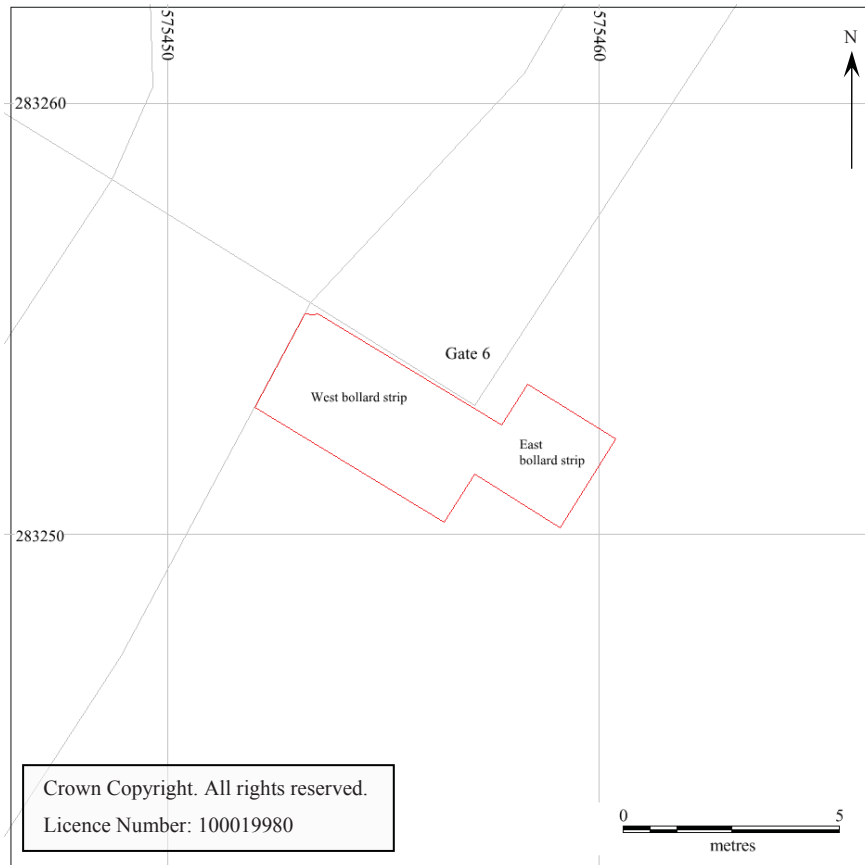 575450
575460
N
283260
Gate 6
West bollard strip
East
bollard strip
283250
Crown Copyright. All rights reserved.
Licence Number: 100019980
0 5
metres